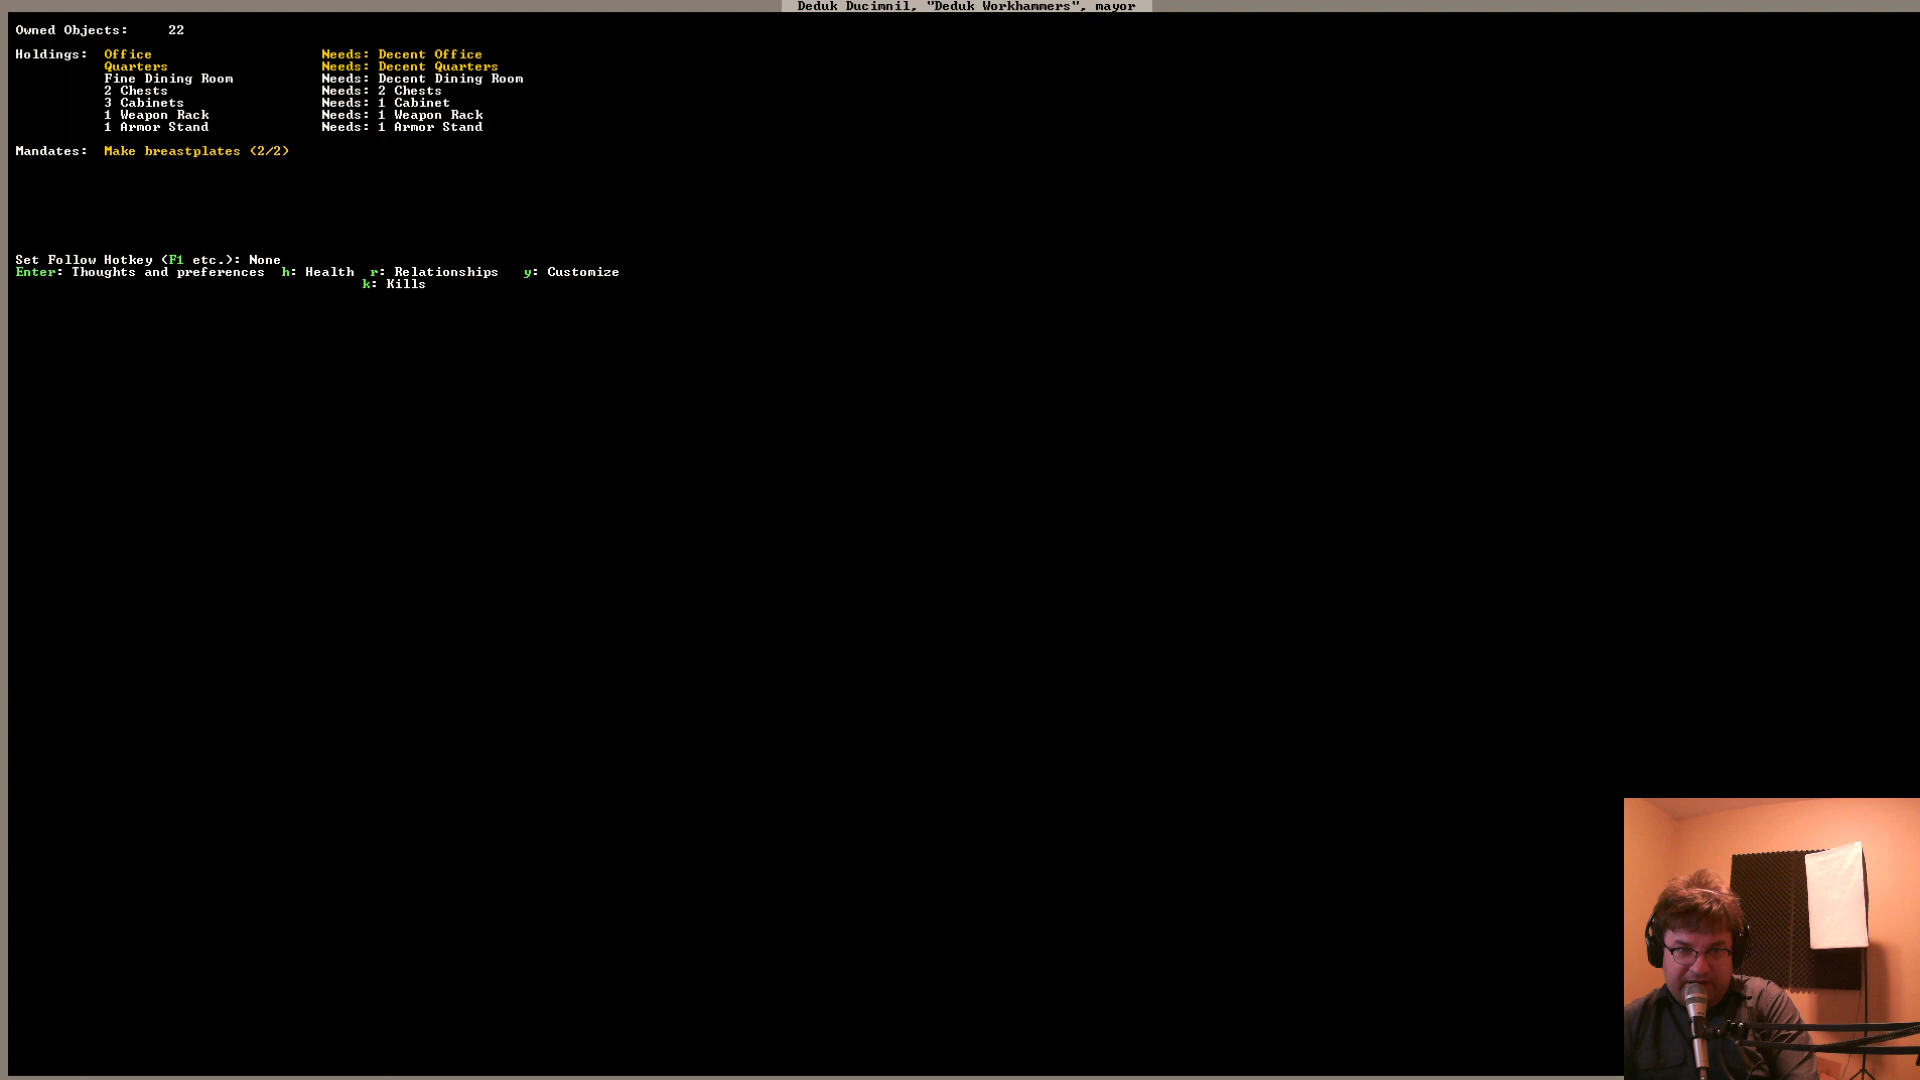 Deduk Ducimnil, "Deduk Workhammers", mayor
Owned Objects: 22
Holdings: Office Needs: Decent Office
Quarters Needs: Decent Quarters
Fine Dining Room Needs: Decent Dining Room
2 Chests Needs: 2 Chests
3 Cabinets Needs: 1 Cabinet
1 Weapon Rack Needs: 1 Weapon Rack
1 Armor Stand Needs: 1 Armor Stand
Mandates: Make breastplates (2/2)
Set Follow Hotkey (F1 etc.): None
Enter: Thoughts and preferences h: Health r: Relationships y: Customize
k: Kills